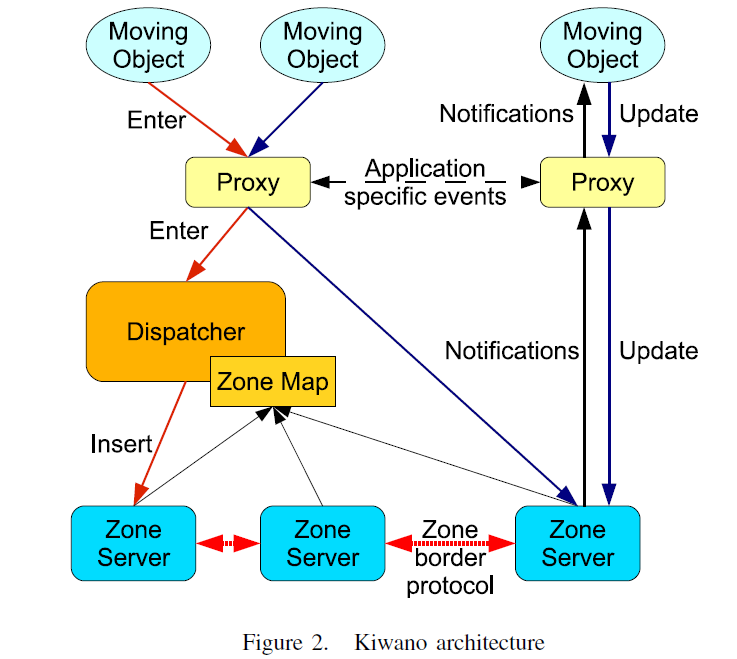 Moving
Object
Moving
Object
Moving
Object
Enter
Notifications
Update
Proxy
Application
specific events
Proxy
Enter
Dispatcher
Zone Map
Notifications
Update
Insert
Zone
Server
Zone
Server
Zone
border
protocol
Zone
Server
Figure 2. Kiwano architecture